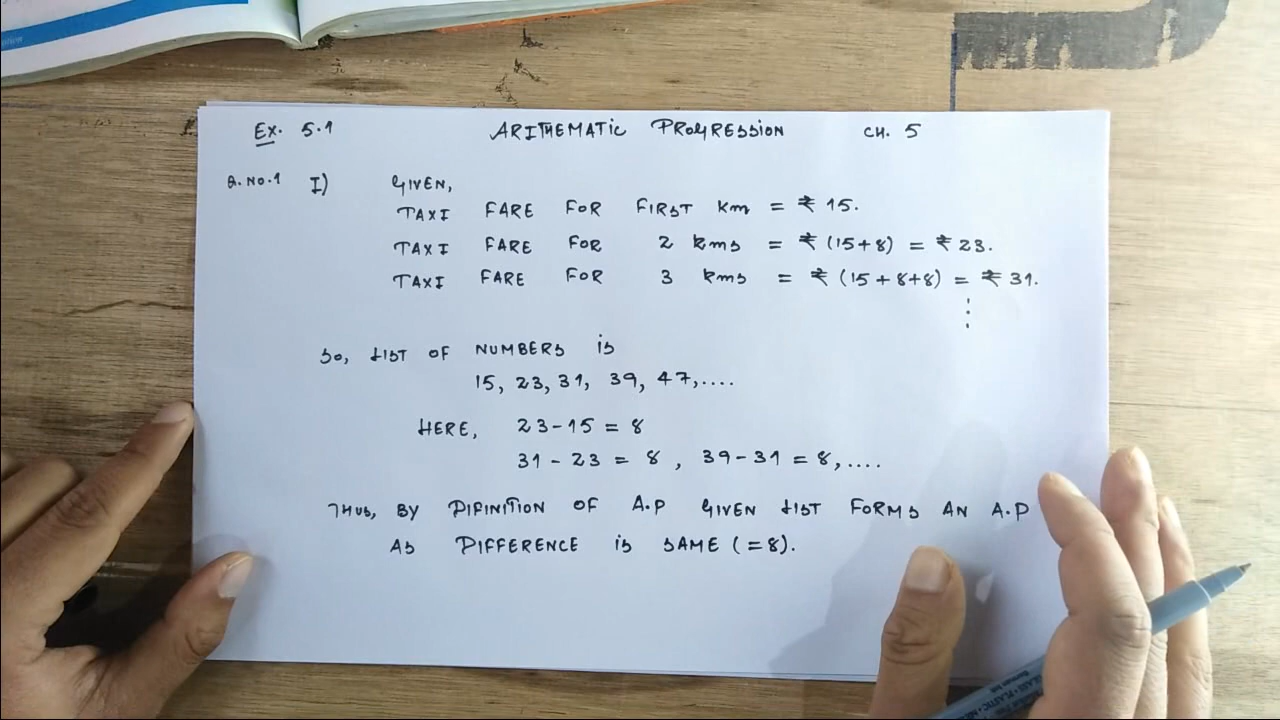 Ex. 5.1 ARITHEMATIC PROGRESSION CH. 5
Q.NO.1 I) GIVEN,
TAXI FARE FOR FIRST Km = ₹ 15.
TAXI FARE FOR 2 kms = ₹ (15+8) = ₹ 23.
TAXI FARE FOR 3 kms = ₹ (15+8+8) = ₹ 31.
⋮
SO, LIST OF NUMBERS IS
15, 23, 31, 39, 47,....
HERE, 23-15 = 8
31 - 23 = 8 , 39-31 = 8,....
THUS, BY DIFINITION OF A.P GIVEN LIST FORMS AN A.P
AS DIFFERENCE IS SAME (=8).